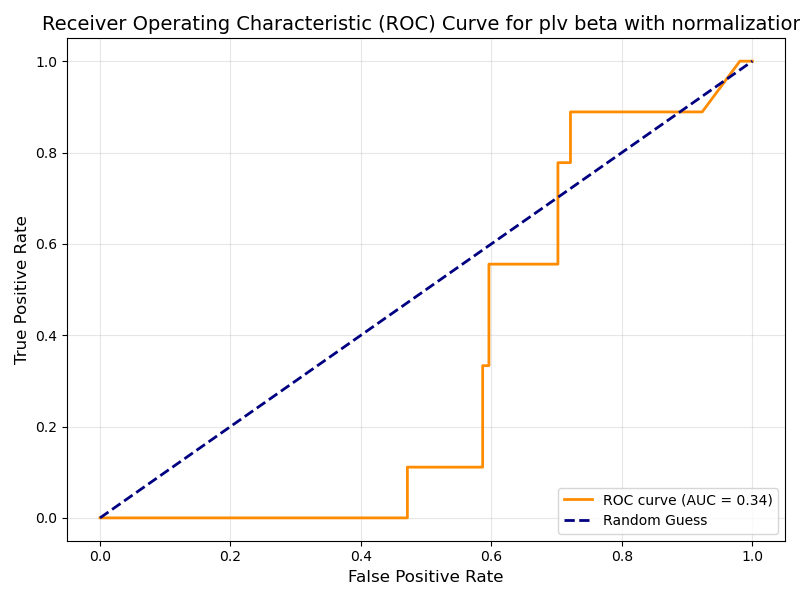 Receiver Operating Characteristic (ROC) Curve for plv beta with normalization
True Positive Rate
1.0
0.8
0.6
0.4
0.2
0.0
ROC curve (AUC = 0.34)
Random Guess
0.0 0.2 0.4 0.6 0.8 1.0
False Positive Rate